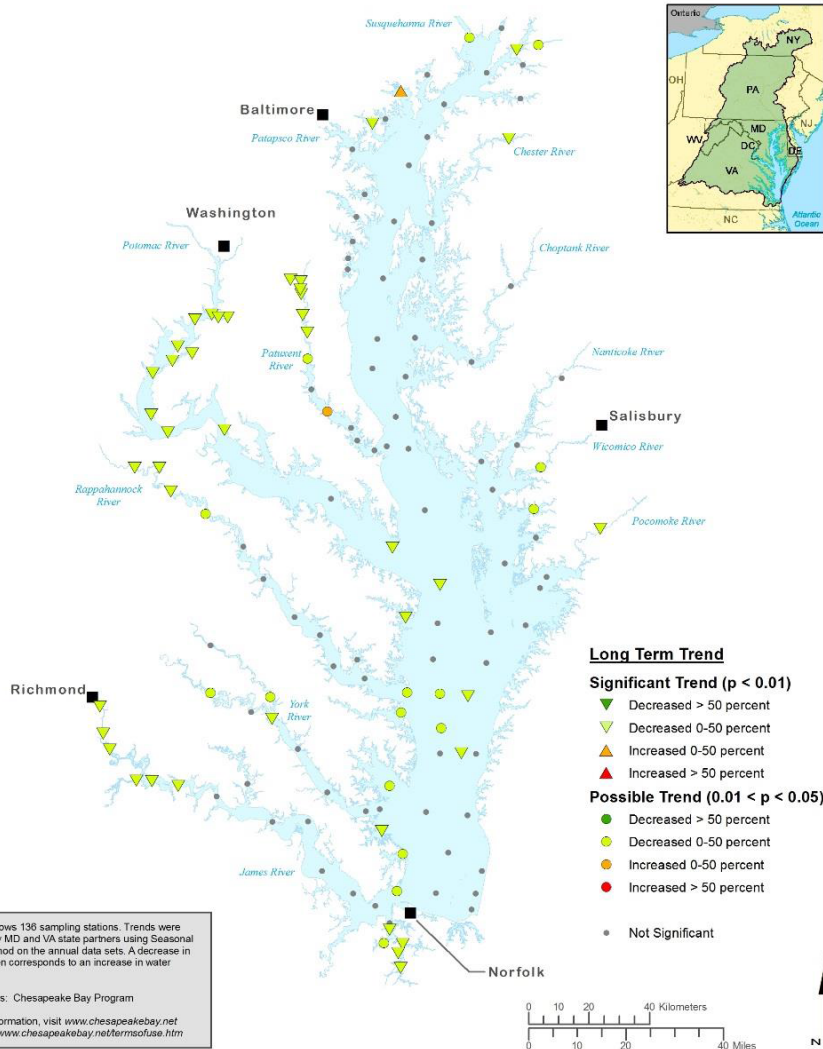 Susquehanna River
Baltimore
Patapsco River
Chester River
Washington
Potomac River
Choptank River
Patuxent
River
Nanticoke River
Salisbury
Wicomico River
Rappahannock
River
Pocomoke River
Richmond
York
River
James River
Norfolk
Ontario
NY
OH
PA
NJ
MD
WV
DC
DE
VA
NC
Atlantic
Ocean
Long Term Trend
Significant Trend (p < 0.01)
Decreased > 50 percent
Decreased 0-50 percent
Increased 0-50 percent
Increased > 50 percent
Possible Trend (0.01 < p < 0.05)
Decreased > 50 percent
Decreased 0-50 percent
Increased 0-50 percent
Increased > 50 percent
Not Significant
ows 136 sampling stations. Trends were
MD and VA state partners using Seasonal
nod on the annual data sets. A decrease in
en corresponds to an increase in water
s: Chesapeake Bay Program
ormation, visit www.chesapeakebay.net
www.chesapeakebay.net/termsofuse.htm
0 10 20 40 Kilometers
0 10 20 40 Miles
N